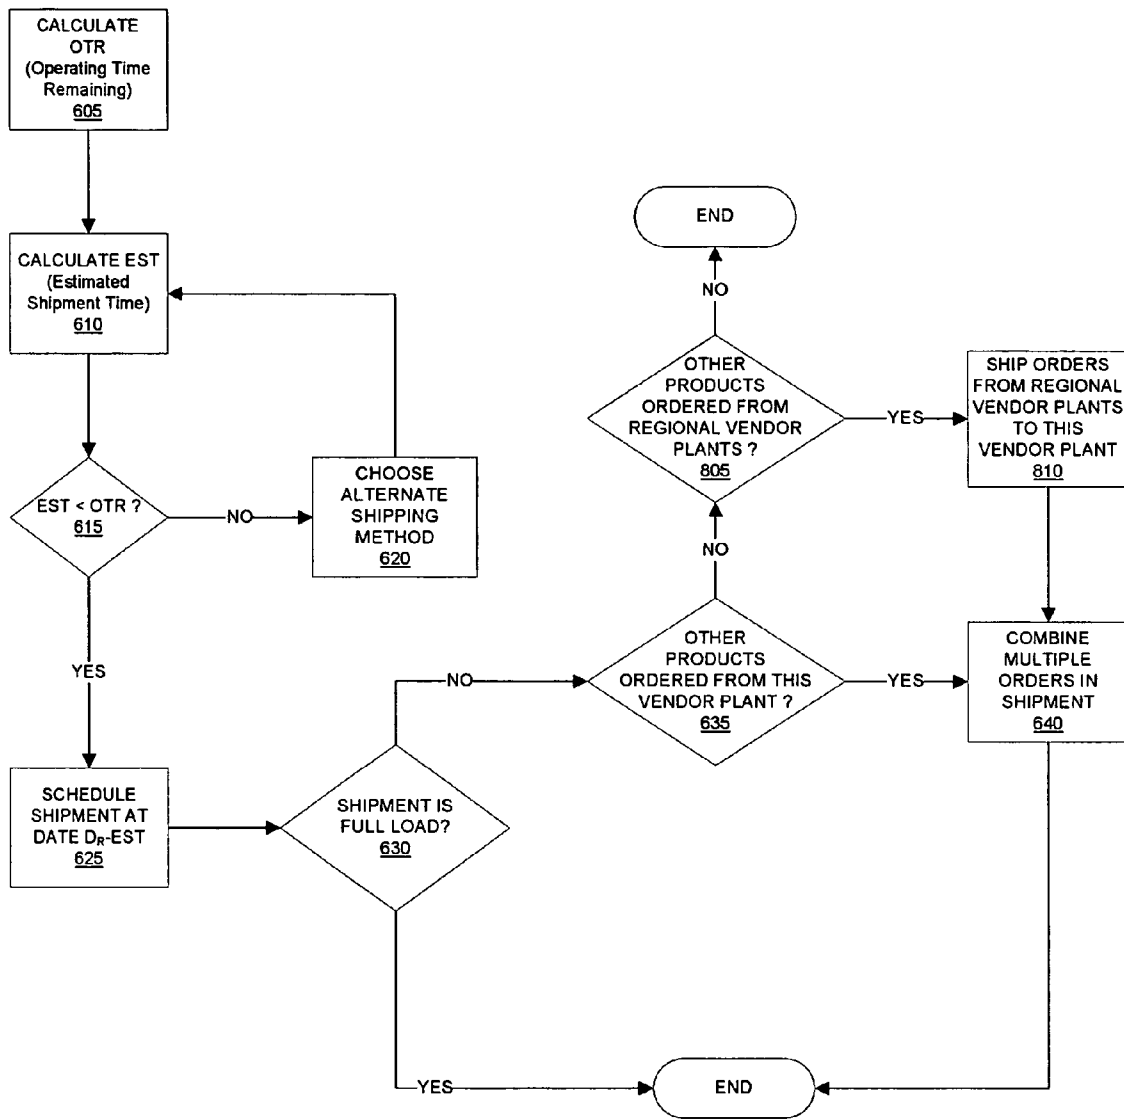 CALCULATE
OTR
(Operating Time
Remaining)
605
CALCULATE EST
(Estimated
Shipment Time)
610
EST < OTR ?
615
NO
CHOOSE
ALTERNATE
SHIPPING
METHOD
620
YES
SCHEDULE
SHIPMENT AT
DATE DR-EST
625
SHIPMENT IS
FULL LOAD?
630
NO
YES
OTHER
PRODUCTS
ORDERED FROM THIS
VENDOR PLANT ?
635
NO
YES
OTHER
PRODUCTS
ORDERED FROM
REGIONAL VENDOR
PLANTS ?
805
NO
END
YES
SHIP ORDERS
FROM REGIONAL
VENDOR PLANTS
TO THIS
VENDOR PLANT
810
COMBINE
MULTIPLE
ORDERS IN
SHIPMENT
640
END